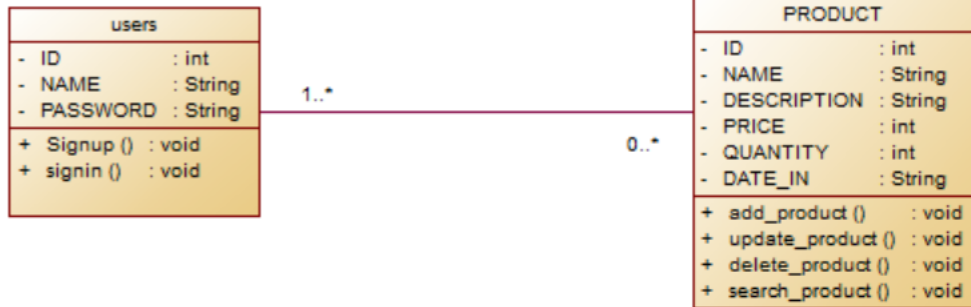 users
- ID : int
- NAME : String
- PASSWORD : String
+ Signup () : void
+ signin () : void
1..*
0..*
PRODUCT
- ID : int
- NAME : String
- DESCRIPTION : String
- PRICE : int
- QUANTITY : int
- DATE_IN : String
+ add_product () : void
+ update_product () : void
+ delete_product () : void
+ search_product () : void